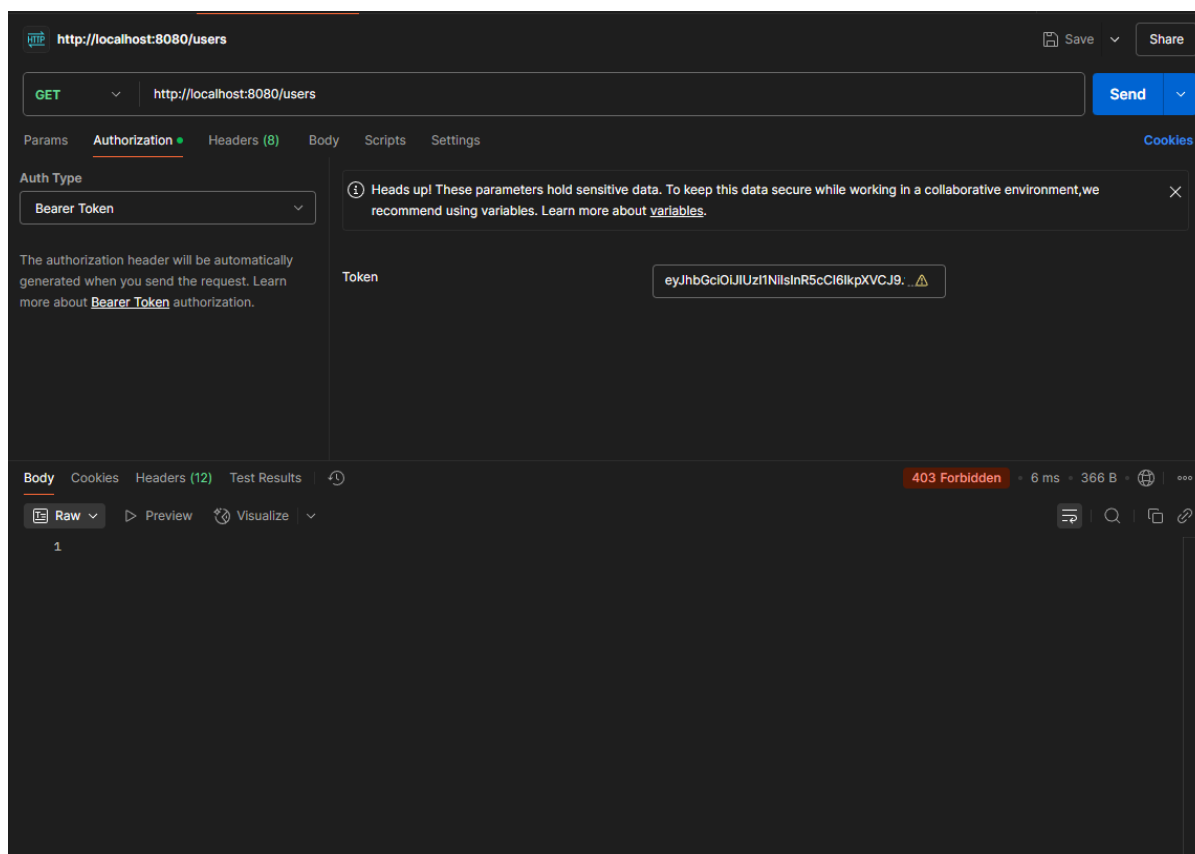 HTTP http://localhost:8080/users Save Share
GET http://localhost:8080/users Send
Params Authorization Headers (8) Body Scripts Settings Cookies
Auth Type
Bearer Token
The authorization header will be automatically
generated when you send the request. Learn
more about Bearer Token authorization.
Heads up! These parameters hold sensitive data. To keep this data secure while working in a collaborative environment,we
recommend using variables. Learn more about variables.
Token eyJhbGciOiJIUzI1NiIsInR5cCI6IkpXVCJ9.
Body Cookies Headers (12) Test Results 403 Forbidden • 6 ms • 366 B •
Raw Preview Visualize
1